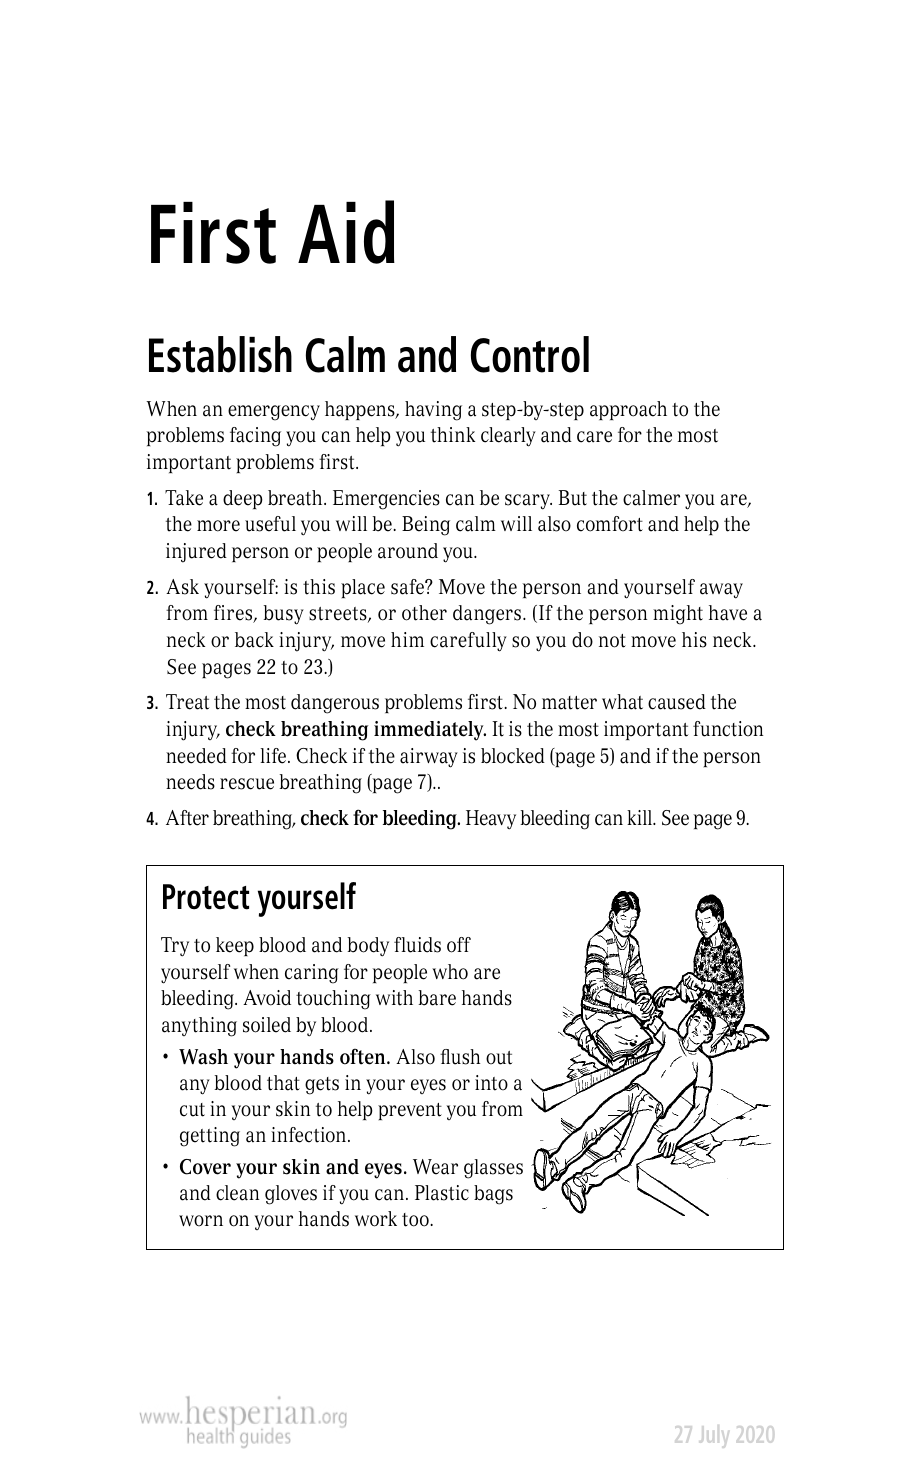 First Aid
Establish Calm and Control
When an emergency happens, having a step-by-step approach to the
problems facing you can help you think clearly and care for the most
important problems first.
1. Take a deep breath. Emergencies can be scary. But the calmer you are,
the more useful you will be. Being calm will also comfort and help the
injured person or people around you.
2. Ask yourself: is this place safe? Move the person and yourself away
from fires, busy streets, or other dangers. (If the person might have a
neck or back injury, move him carefully so you do not move his neck.
See pages 22 to 23.)
3. Treat the most dangerous problems first. No matter what caused the
injury, check breathing immediately. It is the most important function
needed for life. Check if the airway is blocked (page 5) and if the person
needs rescue breathing (page 7)..
4. After breathing, check for bleeding. Heavy bleeding can kill. See page 9.
Protect yourself
Try to keep blood and body fluids off
yourself when caring for people who are
bleeding. Avoid touching with bare hands
anything soiled by blood.
• Wash your hands often. Also flush out
any blood that gets in your eyes or into a
cut in your skin to help prevent you from
getting an infection.
• Cover your skin and eyes. Wear glasses
and clean gloves if you can. Plastic bags
worn on your hands work too.
www.hesperian.org
health guides
27 July 2020